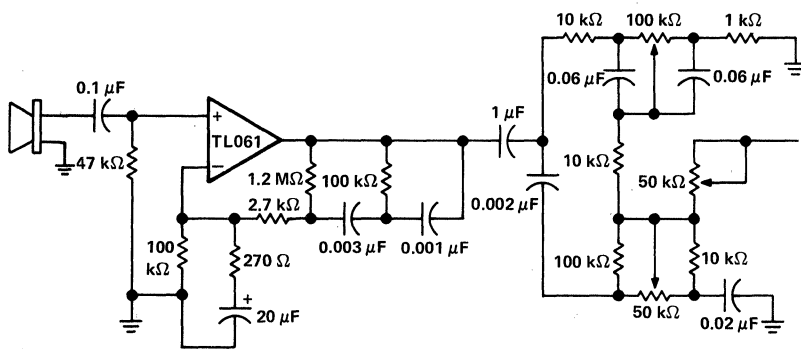 10 kΩ
100 kΩ
1 kΩ
0.06 μF
0.06 μF
0.1 μF
+
TL061
−
47 kΩ
1 μF
10 kΩ
1.2 MΩ
100 kΩ
2.7 kΩ
0.002 μF
50 kΩ
0.003 μF
0.001 μF
100
kΩ
270 Ω
100 kΩ
10 kΩ
+
20 μF
50 kΩ
0.02 μF